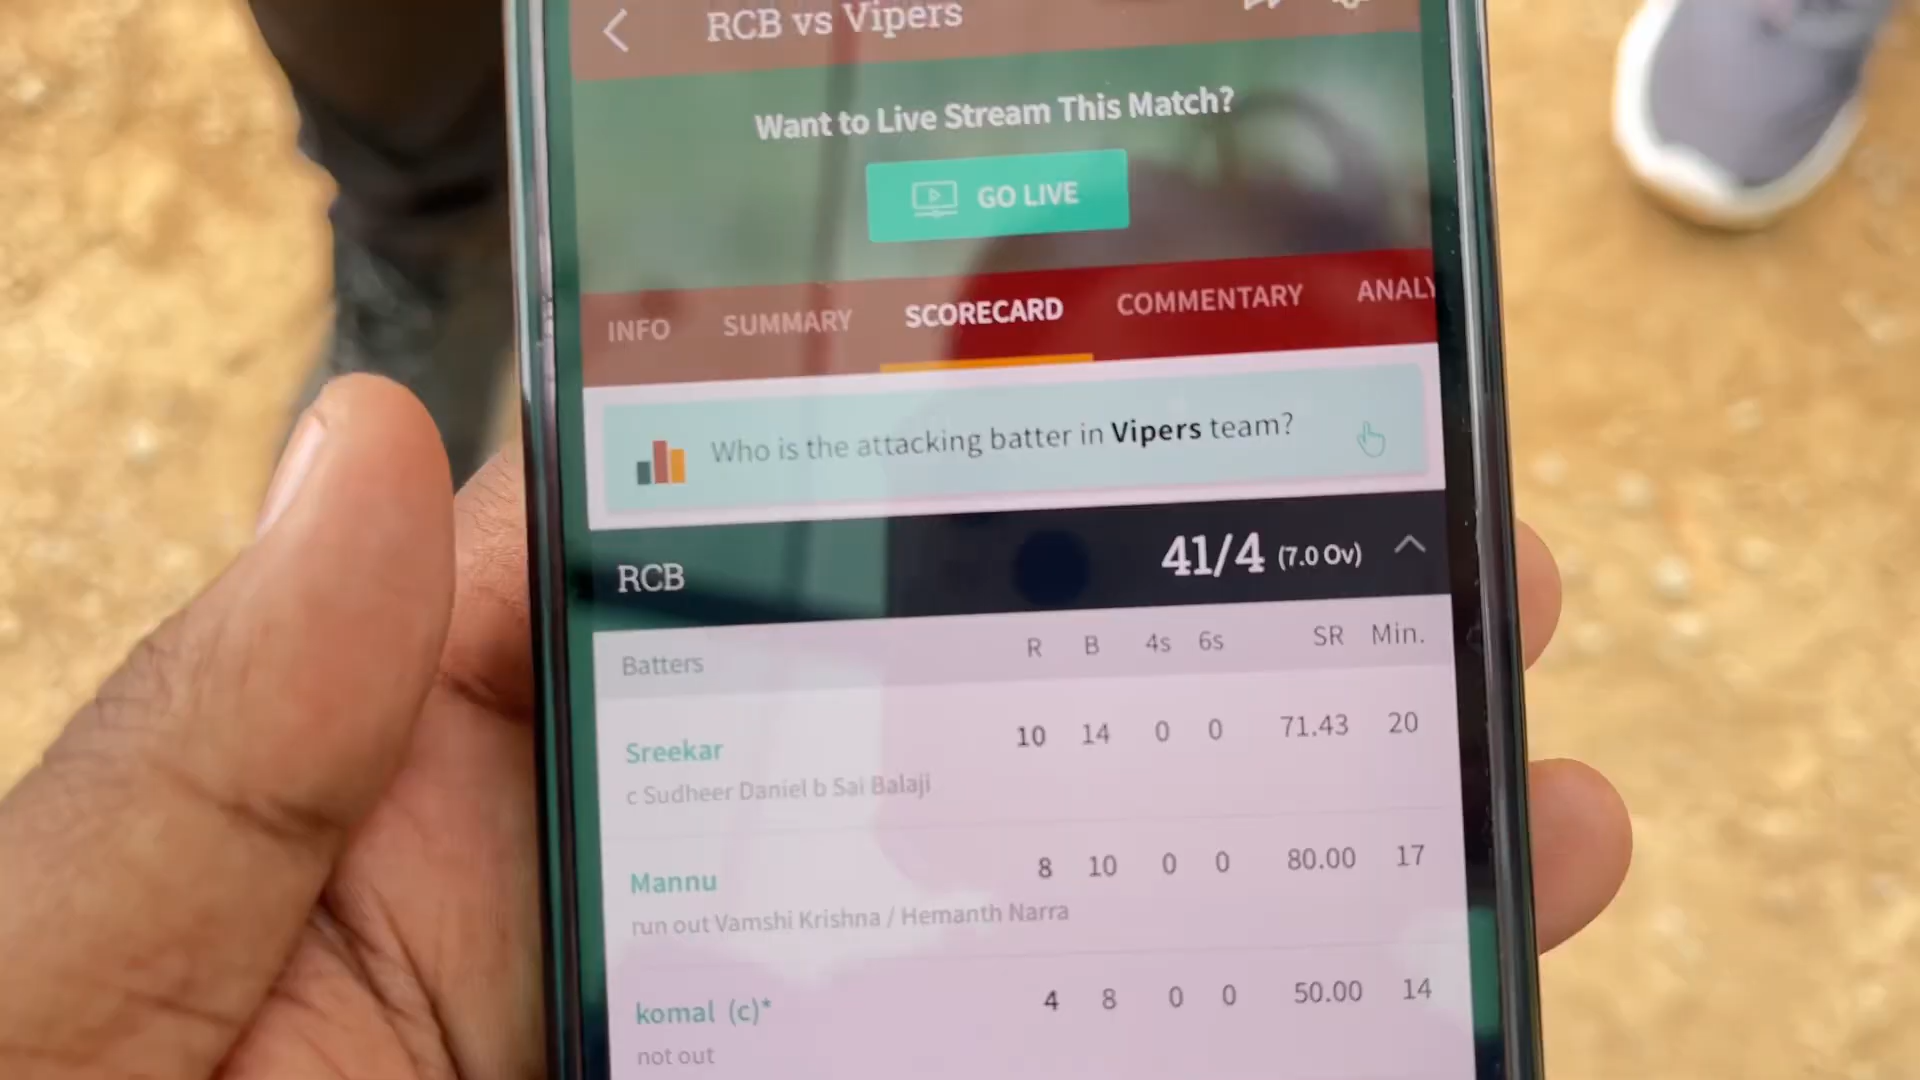 RCB vs Vipers
Want to Live Stream This Match?
GO LIVE
INFO SUMMARY SCORECARD COMMENTARY ANALY
Who is the attacking batter in Vipers team?
RCB 41/4 (7.0 Ov)
Batters R B 4s 6s SR Min.
Sreekar 10 14 0 0 71.43 20
c Sudheer Daniel b Sai Balaji
Mannu 8 10 0 0 80.00 17
run out Vamshi Krishna / Hemanth Narra
komal (c)* 4 8 0 0 50.00 14
not out